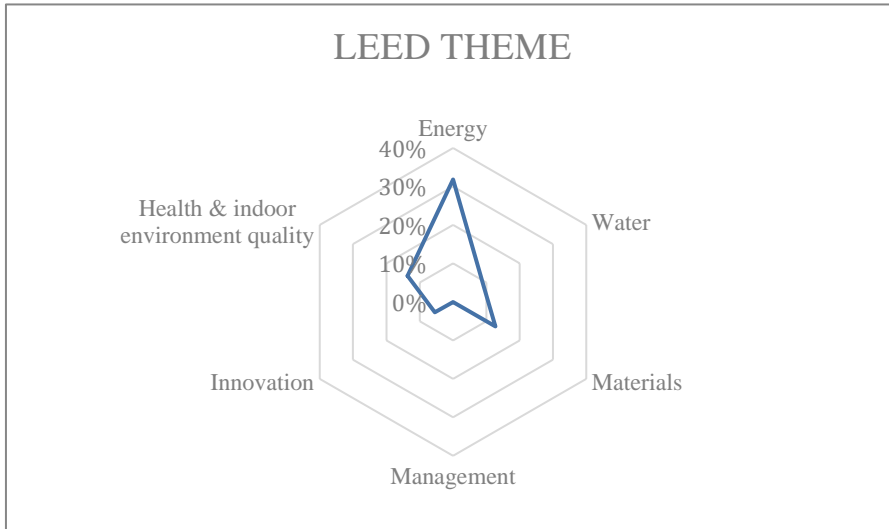 LEED THEME
Energy
40%
30%
20%
10%
0%
Health & indoor
environment quality
Water
Innovation
Materials
Management